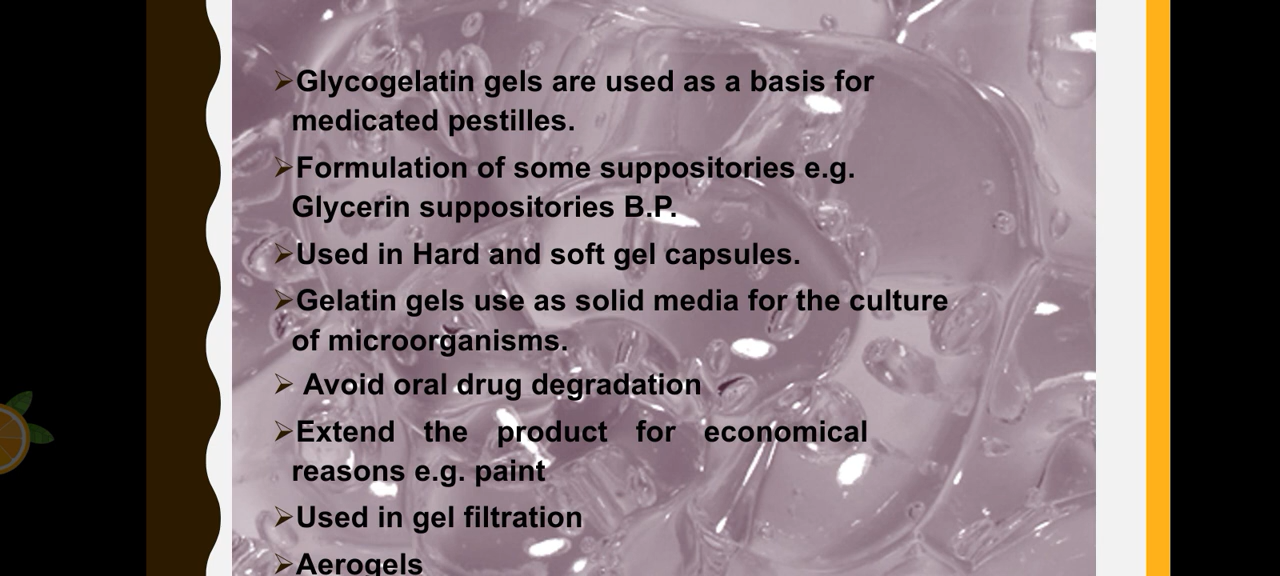 ➢Glycogelatin gels are used as a basis for
medicated pestilles.
➢Formulation of some suppositories e.g.
Glycerin suppositories B.P.
➢Used in Hard and soft gel capsules.
➢Gelatin gels use as solid media for the culture
of microorganisms.
➢ Avoid oral drug degradation
➢Extend the product for economical
reasons e.g. paint
➢Used in gel filtration
➢Aerogels